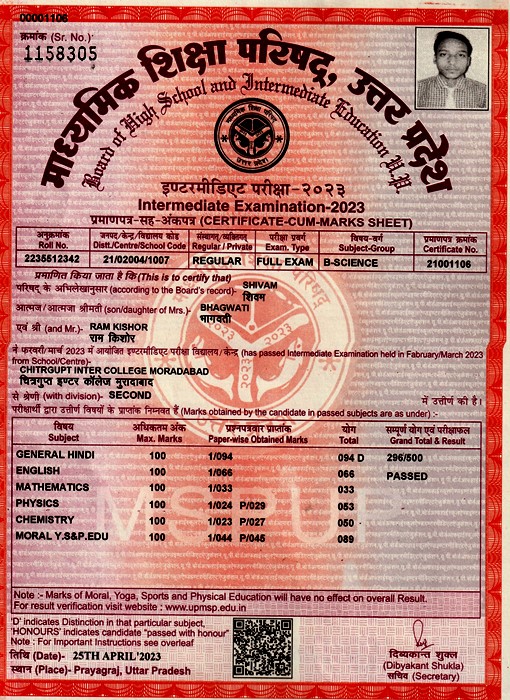 00001106
क्रमांक (Sr. No.)
1158305
माध्यमिक शिक्षा परिषद्, उत्तर प्रदेश
Board of High School and Intermediate Education U.P.
इण्टरमीडिएट परीक्षा-२०२३
Intermediate Examination-2023
प्रमाणपत्र-सह-अंकपत्र (CERTIFICATE-CUM-MARKS SHEET)
अनुक्रमांक जनपद/केन्द्र/विद्यालय कोड संस्थागत/व्यक्तिगत परीक्षा प्रवर्ग विषय-वर्ग प्रमाणपत्र क्रमांक
Roll No. Distt./Centre/School Code Regular / Private Exam. Type Subject-Group Certificate No.
2235512342 21/02004/1007 REGULAR FULL EXAM B-SCIENCE 21001106
प्रमाणित किया जाता है कि(This is to certify that)
परिषद् के अभिलेखानुसार (according to the Board's record)- SHIVAM
शिवम
आत्मज/आत्मजा श्रीमती (son/daughter of Mrs.)- BHAGWATI
भागवती
एवं श्री (and Mr.)- RAM KISHOR
राम किशोर
ने फरवरी/मार्च 2023 में आयोजित इण्टरमीडिएट परीक्षा विद्यालय/केन्द्र (has passed Intermediate Examination held in Fabruary/March 2023
from School/Centre)-
CHITRGUPT INTER COLLEGE MORADABAD
चित्रगुप्त इण्टर कॉलेज मुरादाबाद
से श्रेणी (with division)- SECOND में उत्तीर्ण की है।
परीक्षार्थी द्वारा उत्तीर्ण विषयों के प्राप्तांक निम्नवत हैं (Marks obtained by the candidate in passed subjects are as under) :-
विषय अधिकतम अंक प्रश्नपत्रवार प्राप्तांक योग सम्पूर्ण योग एवं परीक्षाफल
Subject Max. Marks Paper-wise Obtained Marks Total Grand Total & Result
GENERAL HINDI 100 1/094 094 D 296/500
ENGLISH 100 1/066 066 PASSED
MATHEMATICS 100 1/033 033
PHYSICS 100 1/024 P/029 053
CHEMISTRY 100 1/023 P/027 050
MORAL Y.S&P.EDU 100 1/044 P/045 089
MSPUP
Note :- Marks of Moral, Yoga, Sports and Physical Education will have no effect on overall Result.
For result verification visit website : www.upmsp.edu.in
'D' indicates Distinction in that particular subject,
'HONOURS' indicates candidate "passed with honour"
Note : For Important Instructions see overleaf
तिथि (Date)- 25TH APRIL'2023
स्थान (Place)- Prayagraj, Uttar Pradesh
दिब्यकान्त शुक्ल
(Dibyakant Shukla)
सचिव (Secretary)